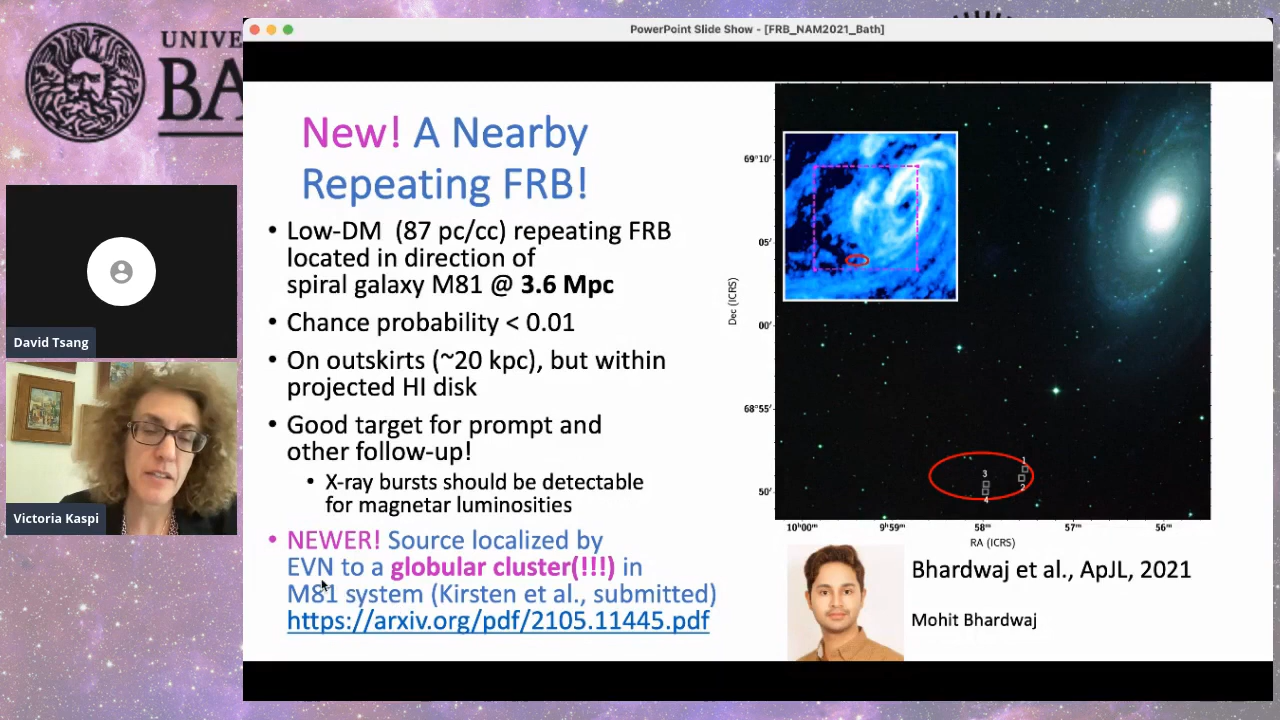 PowerPoint Slide Show - [FRB_NAM2021_Bath]
UNIVE
BA
New! A Nearby
Repeating FRB!
• Low-DM (87 pc/cc) repeating FRB
located in direction of
spiral galaxy M81 @ 3.6 Mpc
• Chance probability < 0.01
• On outskirts (~20 kpc), but within
projected HI disk
• Good target for prompt and
other follow-up!
• X-ray bursts should be detectable
for magnetar luminosities
• NEWER! Source localized by
EVN to a globular cluster(!!!) in
M81 system (Kirsten et al., submitted)
https://arxiv.org/pdf/2105.11445.pdf
David Tsang
Victoria Kaspi
69°10'
05'
00'
68°55'
50'
Dec (ICRS)
1
3
2
4
10ʰ00ᵐ 9ʰ59ᵐ 58ᵐ 57ᵐ 56ᵐ
RA (ICRS)
Bhardwaj et al., ApJL, 2021
Mohit Bhardwaj